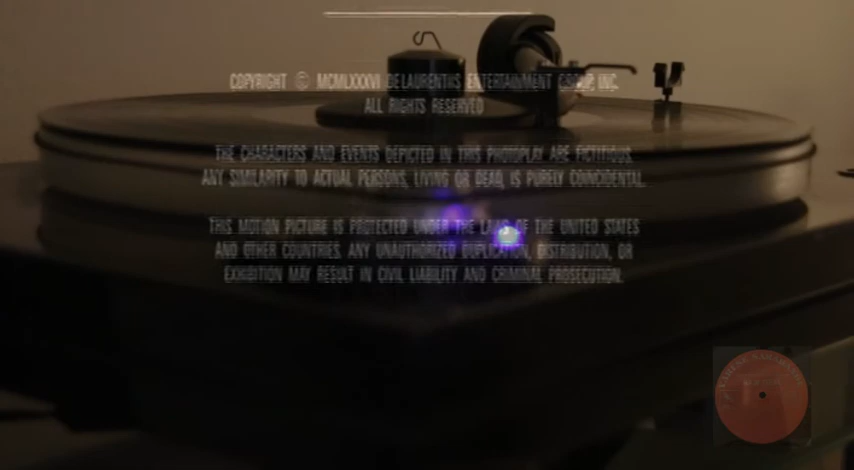 COPYRIGHT © MCMLXXXVI DE LAURENTIIS ENTERTAINMENT GROUP, INC.
ALL RIGHTS RESERVED
THE CHARACTERS AND EVENTS DEPICTED IN THIS PHOTOPLAY ARE FICTITIOUS.
ANY SIMILARITY TO ACTUAL PERSONS, LIVING OR DEAD, IS PURELY COINCIDENTAL.
THIS MOTION PICTURE IS PROTECTED UNDER THE LAWS OF THE UNITED STATES
AND OTHER COUNTRIES. ANY UNAUTHORIZED DUPLICATION, DISTRIBUTION, OR
EXHIBITION MAY RESULT IN CIVIL LIABILITY AND CRIMINAL PROSECUTION.
VARESE SARABANDE